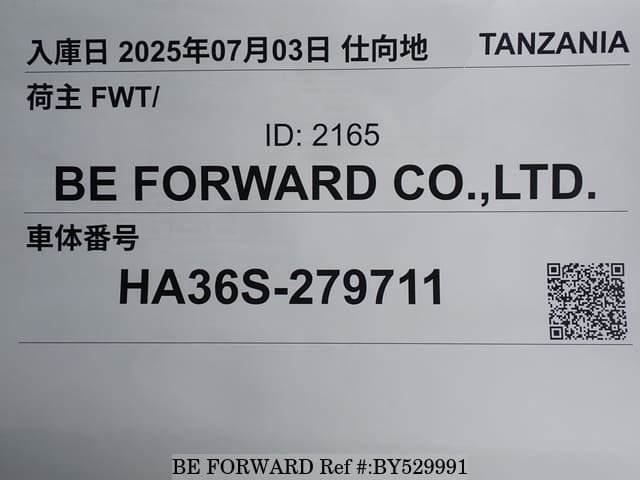 入庫日 2025年07月03日 仕向地 TANZANIA
荷主 FWT/
ID: 2165
BE FORWARD CO.,LTD.
車体番号
HA36S-279711
BE FORWARD Ref #:BY529991